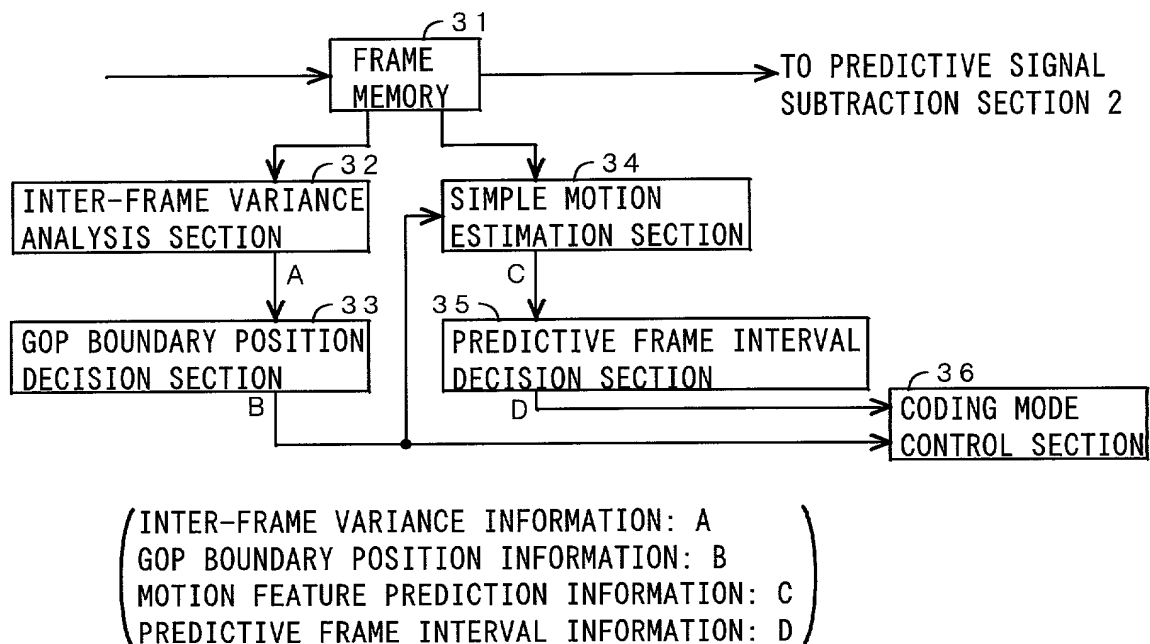 31
FRAME
MEMORY
TO PREDICTIVE SIGNAL
SUBTRACTION SECTION 2
32
INTER-FRAME VARIANCE
ANALYSIS SECTION
34
SIMPLE MOTION
ESTIMATION SECTION
A
C
33
GOP BOUNDARY POSITION
DECISION SECTION
35
PREDICTIVE FRAME INTERVAL
DECISION SECTION
B
D
36
CODING MODE
CONTROL SECTION
INTER-FRAME VARIANCE INFORMATION: A
GOP BOUNDARY POSITION INFORMATION: B
MOTION FEATURE PREDICTION INFORMATION: C
PREDICTIVE FRAME INTERVAL INFORMATION: D